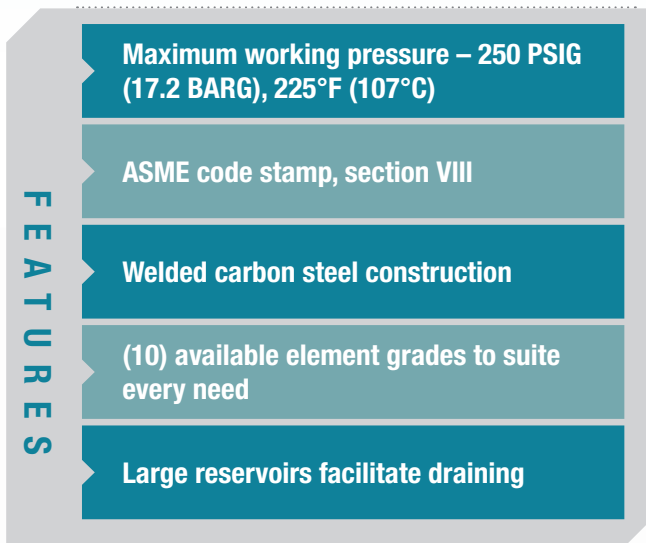 FEATURES
Maximum working pressure – 250 PSIG
(17.2 BARG), 225°F (107°C)
ASME code stamp, section VIII
Welded carbon steel construction
(10) available element grades to suite
every need
Large reservoirs facilitate draining